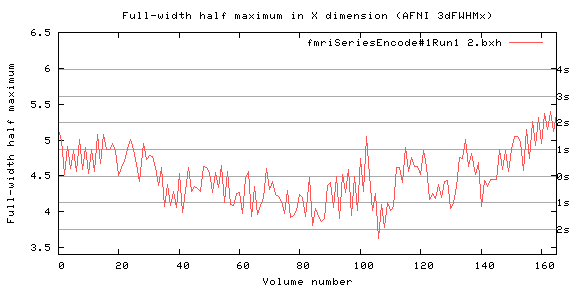 Full-width half maximum in X dimension (AFNI 3dFWHMx)
fmriSeriesEncode#1Run1 2.bxh
Full-width half maximum
6.5
6
5.5
5
4.5
4
3.5
4s
3s
2s
1s
0s
1s
2s
0 20 40 60 80 100 120 140 160
Volume number